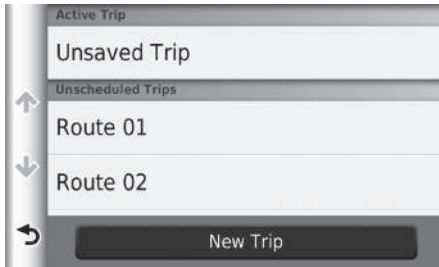 Active Trip
Unsaved Trip
Unscheduled Trips
Route 01
Route 02
New Trip